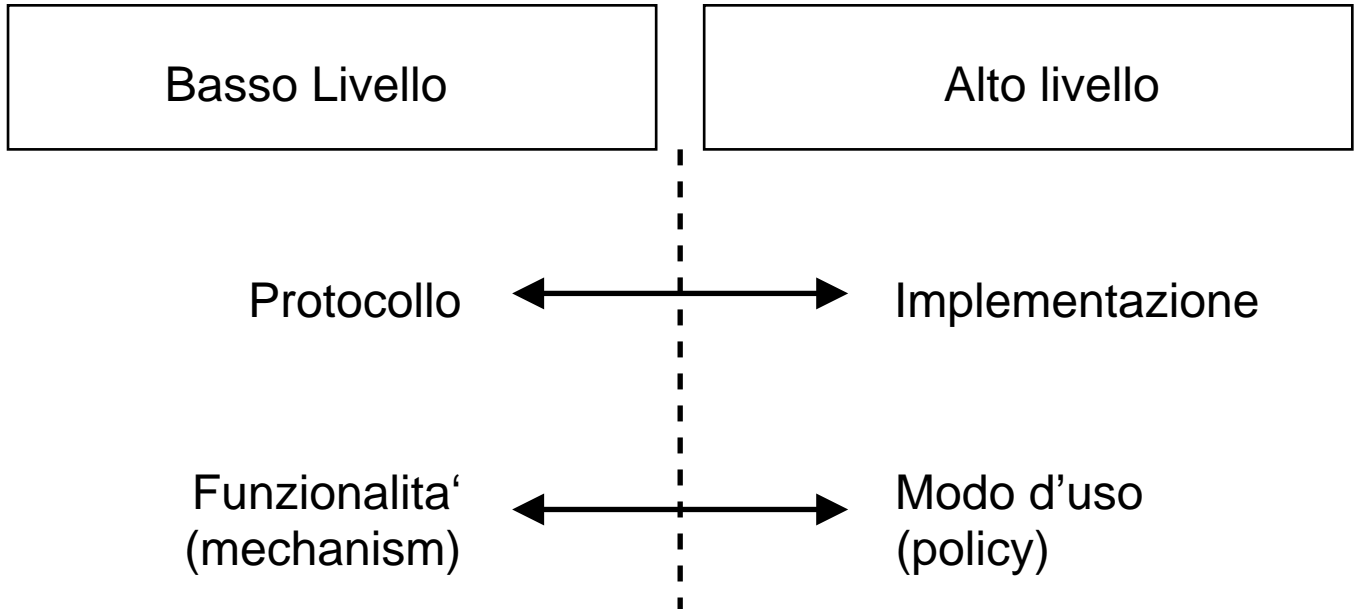 Basso Livello
Alto livello
Protocollo
Implementazione
Funzionalita‘
(mechanism)
Modo d’uso
(policy)